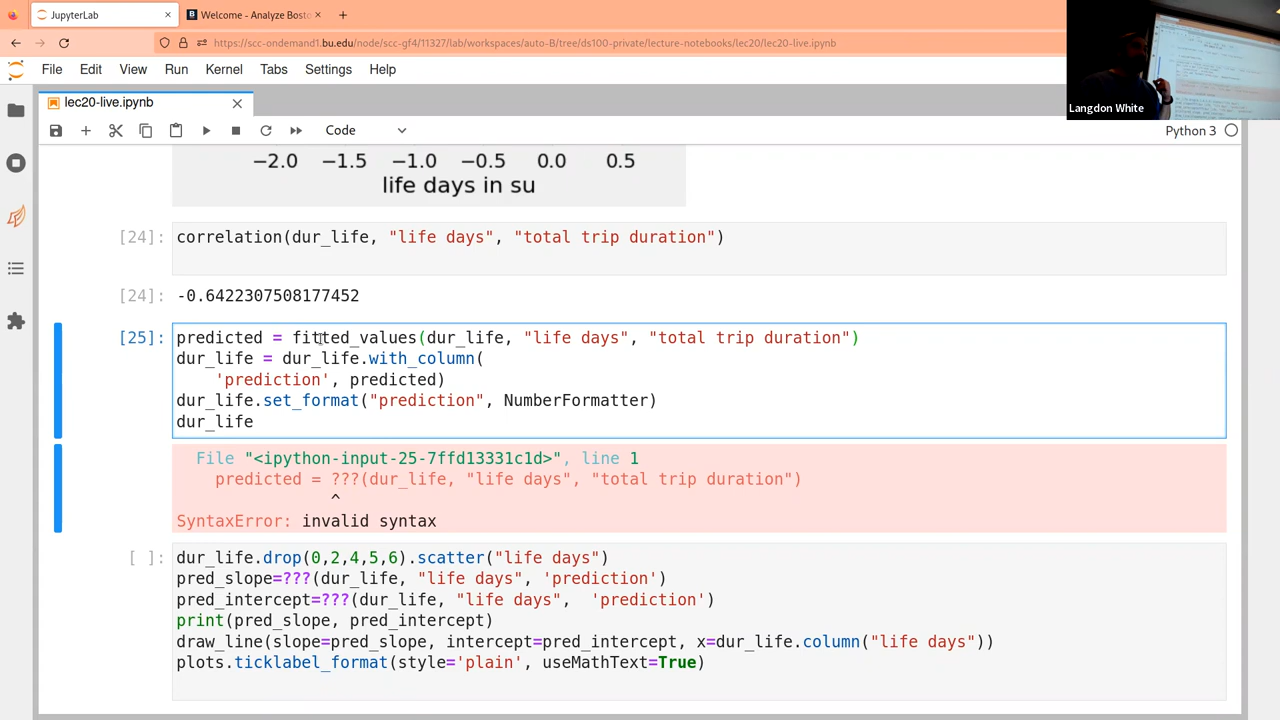 JupyterLab
Welcome - Analyze Bosto
https://scc-ondemand1.bu.edu/node/scc-gf4/11327/lab/workspaces/auto-B/tree/ds100-private/lecture-notebooks/lec20/lec20-live.ipynb
Langdon White
File Edit View Run Kernel Tabs Settings Help
lec20-live.ipynb
Code
Python 3
−2.0 −1.5 −1.0 −0.5 0.0 0.5
life days in su
[24]: correlation(dur_life, "life days", "total trip duration")
[24]: -0.6422307508177452
[25]: predicted = fitted_values(dur_life, "life days", "total trip duration")
dur_life = dur_life.with_column(
'prediction', predicted)
dur_life.set_format("prediction", NumberFormatter)
dur_life
File "<ipython-input-25-7ffd13331c1d>", line 1
predicted = ???(dur_life, "life days", "total trip duration")
^
SyntaxError: invalid syntax
[ ]: dur_life.drop(0,2,4,5,6).scatter("life days")
pred_slope=???(dur_life, "life days", 'prediction')
pred_intercept=???(dur_life, "life days",  'prediction')
print(pred_slope, pred_intercept)
draw_line(slope=pred_slope, intercept=pred_intercept, x=dur_life.column("life days"))
plots.ticklabel_format(style='plain', useMathText=True)